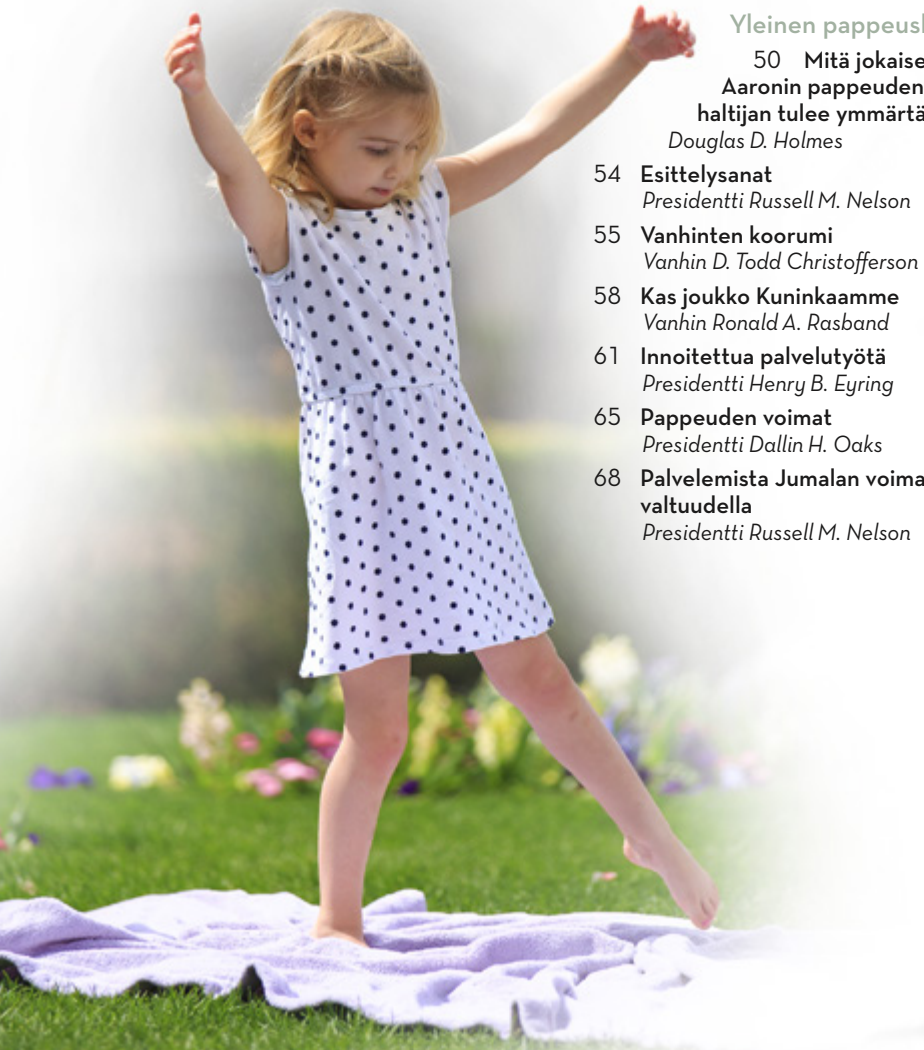 Yleinen pappeusk
50 Mitä jokaise
Aaronin pappeuden
haltijan tulee ymmärtä
Douglas D. Holmes
54 Esittelysanat
Presidentti Russell M. Nelson
55 Vanhinten koorumi
Vanhin D. Todd Christofferson
58 Kas joukko Kuninkaamme
Vanhin Ronald A. Rasband
61 Innoitettua palvelutyötä
Presidentti Henry B. Eyring
65 Pappeuden voimat
Presidentti Dallin H. Oaks
68 Palvelemista Jumalan voima
valtuudella
Presidentti Russell M. Nelson